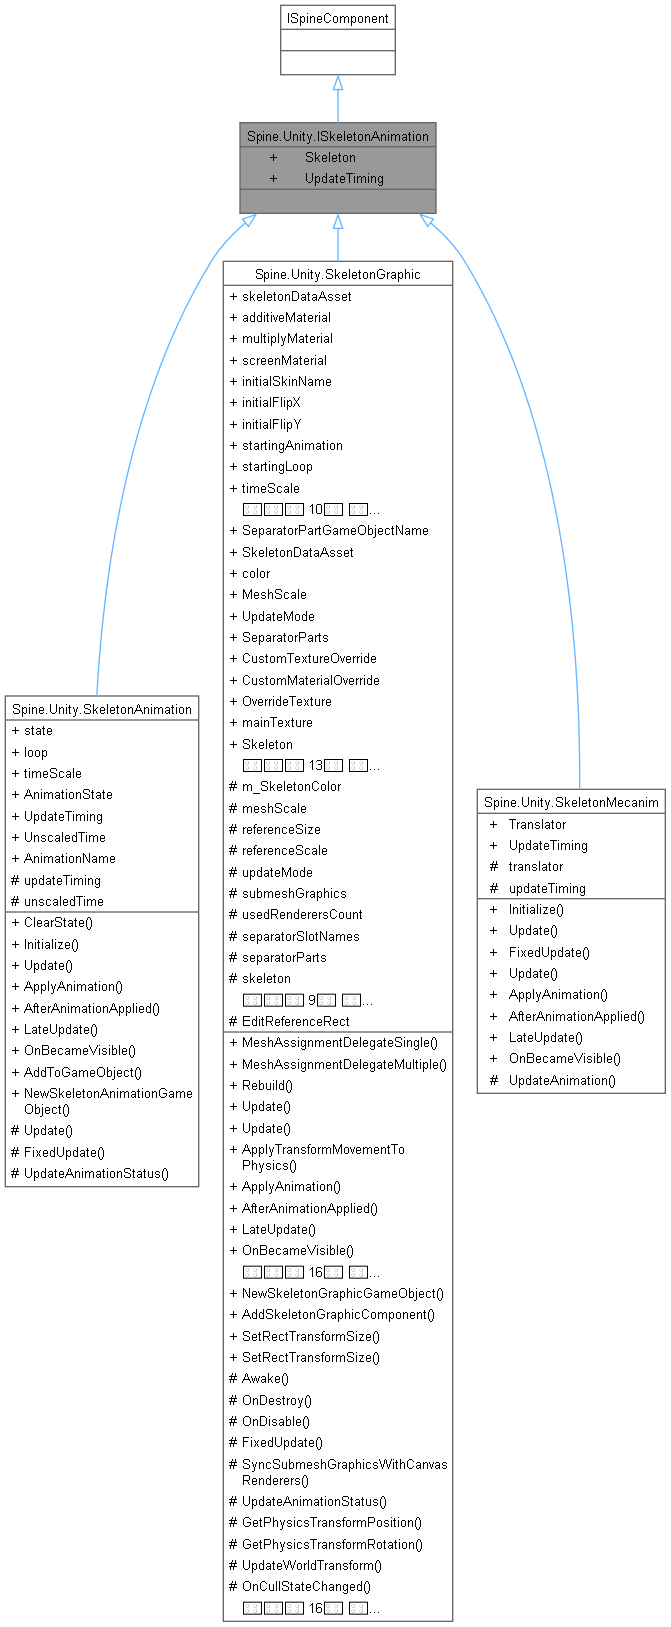 ISpineComponent
Spine.Unity.ISkeletonAnimation
+ Skeleton
+ UpdateTiming
Spine.Unity.SkeletonGraphic
+ skeletonDataAsset
+ additiveMaterial
+ multiplyMaterial
+ screenMaterial
+ initialSkinName
+ initialFlipX
+ initialFlipY
+ startingAnimation
+ startingLoop
+ timeScale
10 ...
+ SeparatorPartGameObjectName
+ SkeletonDataAsset
+ color
+ MeshScale
+ UpdateMode
+ SeparatorParts
+ CustomTextureOverride
+ CustomMaterialOverride
+ OverrideTexture
+ mainTexture
+ Skeleton
13 ...
# m_SkeletonColor
# meshScale
# referenceSize
# referenceScale
# updateMode
# submeshGraphics
# usedRenderersCount
# separatorSlotNames
# separatorParts
# skeleton
9 ...
# EditReferenceRect
+ MeshAssignmentDelegateSingle()
+ MeshAssignmentDelegateMultiple()
+ Rebuild()
+ Update()
+ Update()
+ ApplyTransformMovementTo
Physics()
+ ApplyAnimation()
+ AfterAnimationApplied()
+ LateUpdate()
+ OnBecameVisible()
16 ...
+ NewSkeletonGraphicGameObject()
+ AddSkeletonGraphicComponent()
+ SetRectTransformSize()
+ SetRectTransformSize()
# Awake()
# OnDestroy()
# OnDisable()
# FixedUpdate()
# SyncSubmeshGraphicsWithCanvas
Renderers()
# UpdateAnimationStatus()
# GetPhysicsTransformPosition()
# GetPhysicsTransformRotation()
# UpdateWorldTransform()
# OnCullStateChanged()
16 ...
Spine.Unity.SkeletonAnimation
+ state
+ loop
+ timeScale
+ AnimationState
+ UpdateTiming
+ UnscaledTime
+ AnimationName
# updateTiming
# unscaledTime
+ ClearState()
+ Initialize()
+ Update()
+ ApplyAnimation()
+ AfterAnimationApplied()
+ LateUpdate()
+ OnBecameVisible()
+ AddToGameObject()
+ NewSkeletonAnimationGame
Object()
# Update()
# FixedUpdate()
# UpdateAnimationStatus()
Spine.Unity.SkeletonMecanim
+ Translator
+ UpdateTiming
# translator
# updateTiming
+ Initialize()
+ Update()
+ FixedUpdate()
+ Update()
+ ApplyAnimation()
+ AfterAnimationApplied()
+ LateUpdate()
+ OnBecameVisible()
# UpdateAnimation()